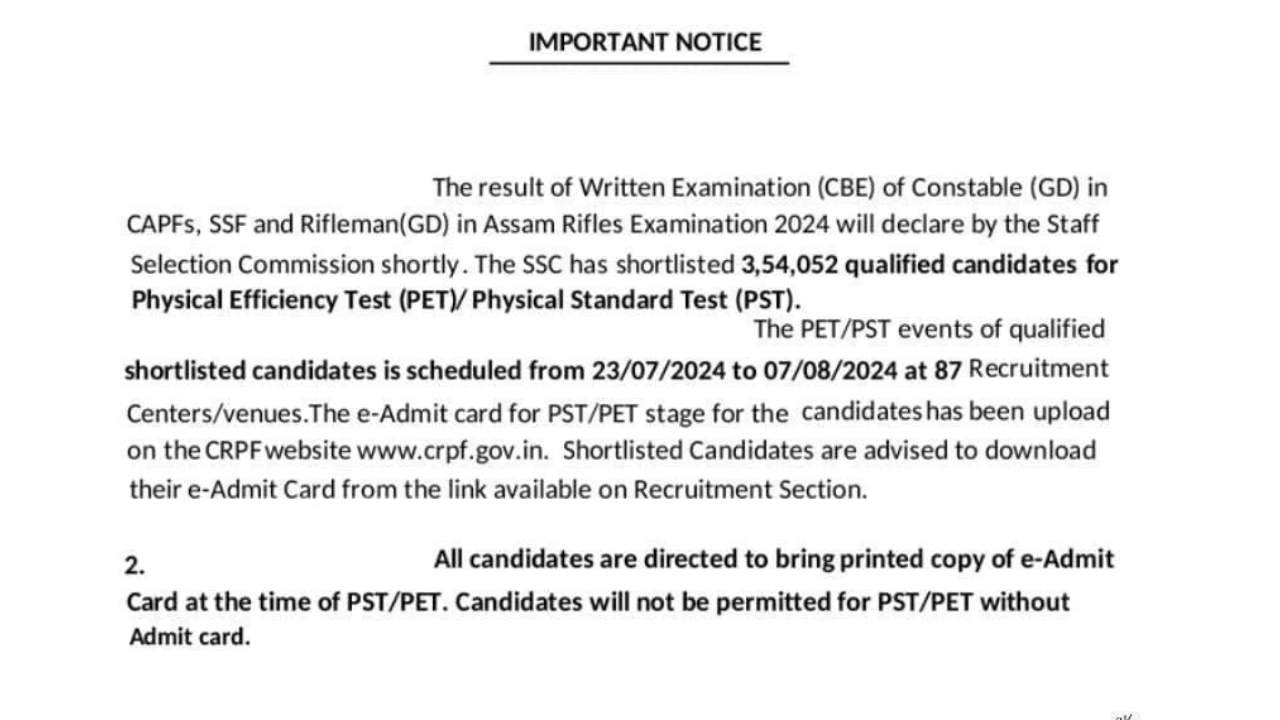 IMPORTANT NOTICE
The result of Written Examination (CBE) of Constable (GD) in
CAPFs, SSF and Rifleman(GD) in Assam Rifles Examination 2024 will declare by the Staff
Selection Commission shortly. The SSC has shortlisted 3,54,052 qualified candidates for
Physical Efficiency Test (PET)/ Physical Standard Test (PST).
The PET/PST events of qualified
shortlisted candidates is scheduled from 23/07/2024 to 07/08/2024 at 87 Recruitment
Centers/venues.The e-Admit card for PST/PET stage for the candidates has been upload
on the CRPF website www.crpf.gov.in. Shortlisted Candidates are advised to download
their e-Admit Card from the link available on Recruitment Section.
2. All candidates are directed to bring printed copy of e-Admit
Card at the time of PST/PET. Candidates will not be permitted for PST/PET without
Admit card.